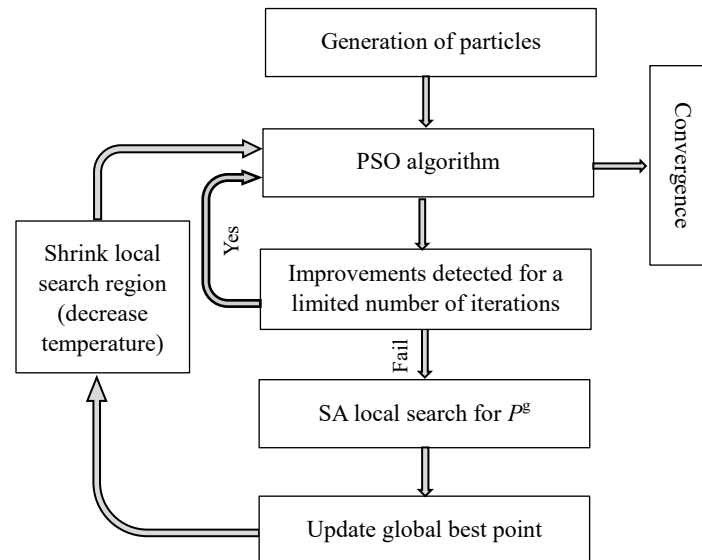 Generation of particles
PSO algorithm
Convergence
Yes
Shrink local
search region
(decrease
temperature)
Improvements detected for a
limited number of iterations
Fail
SA local search for Pᵍ
Update global best point